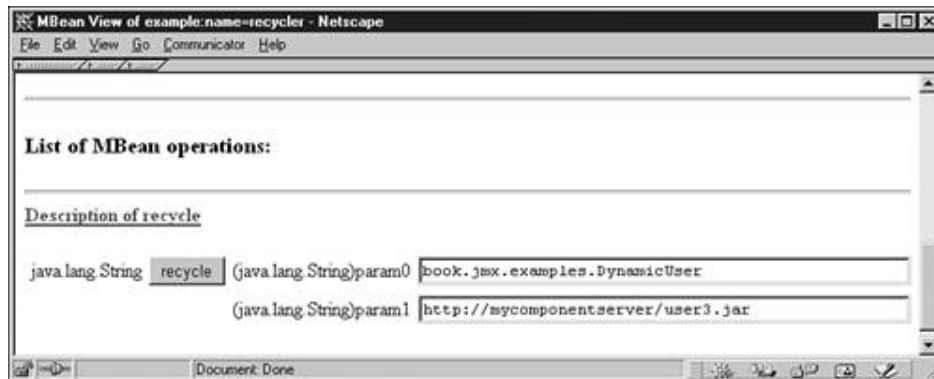 MBean View of example:name=recycler - Netscape
File Edit View Go Communicator Help
List of MBean operations:
Description of recycle
java.lang.String recycle (java.lang.String)param0 book.jmx.examples.DynamicUser
(java.lang.String)param1 http://mycomponentserver/user3.jar
Document: Done